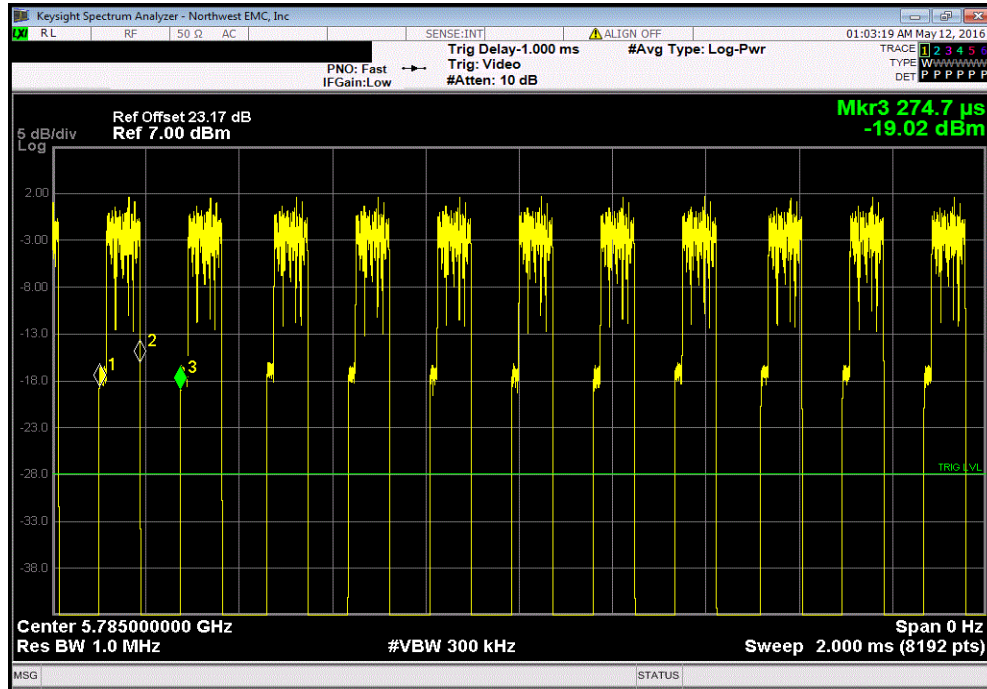 Keysight Spectrum Analyzer - Northwest EMC, Inc
LXI RL RF 50 Ω AC SENSE:INT ALIGN OFF 01:03:19 AM May 12, 2016
Trig Delay-1.000 ms #Avg Type: Log-Pwr TRACE 1 2 3 4 5 6
PNO: Fast Trig: Video TYPE WWWWWW
IFGain:Low #Atten: 10 dB DET P P P P P P
Mkr3 274.7 µs
-19.02 dBm
Ref Offset 23.17 dB
5 dB/div Ref 7.00 dBm
Log
2.00
-3.00
-8.00
-13.0
2
1
3
-18.0
-23.0
-28.0
TRIG LVL
-33.0
-38.0
Center 5.785000000 GHz Span 0 Hz
Res BW 1.0 MHz #VBW 300 kHz Sweep 2.000 ms (8192 pts)
MSG STATUS